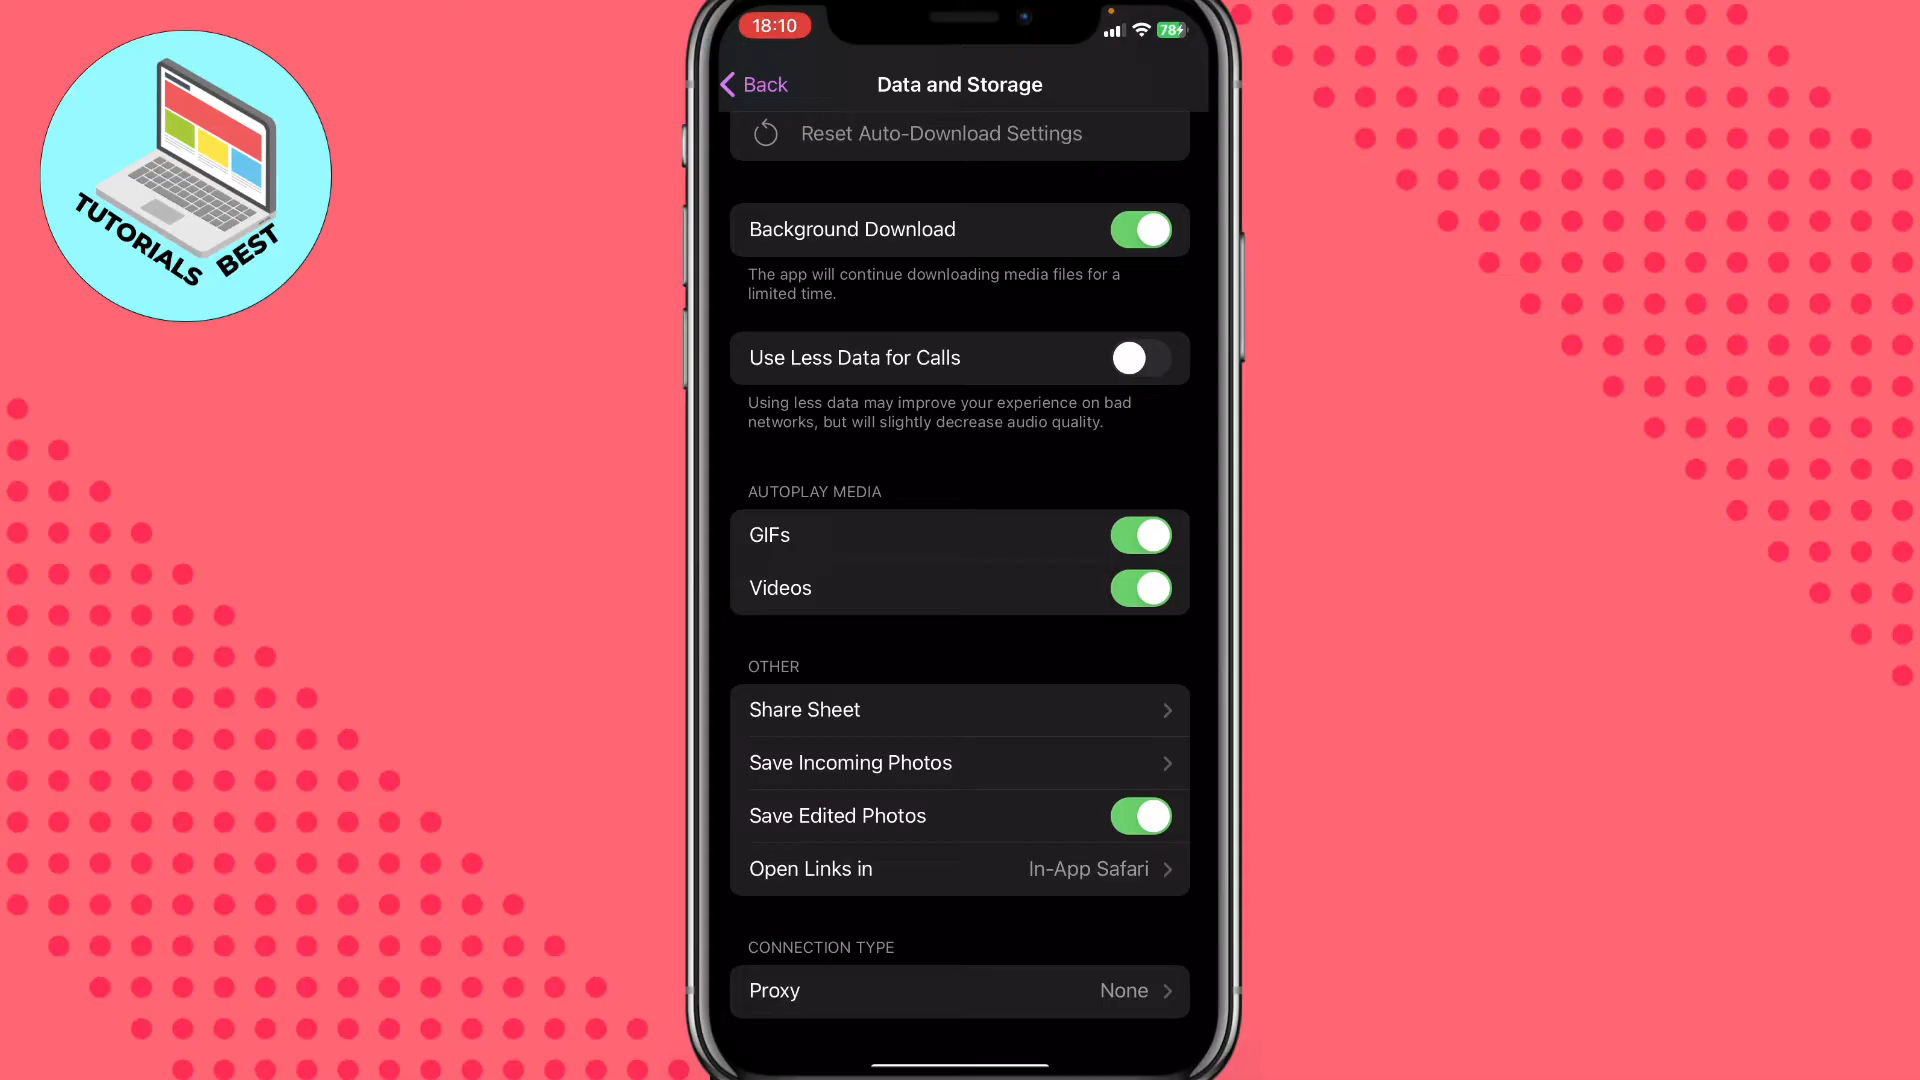 TUTORIALS BEST
18:10
78
Back
Data and Storage
Reset Auto-Download Settings
Background Download
The app will continue downloading media files for a
limited time.
Use Less Data for Calls
Using less data may improve your experience on bad
networks, but will slightly decrease audio quality.
AUTOPLAY MEDIA
GIFs
Videos
OTHER
Share Sheet
Save Incoming Photos
Save Edited Photos
Open Links in In-App Safari
CONNECTION TYPE
Proxy None